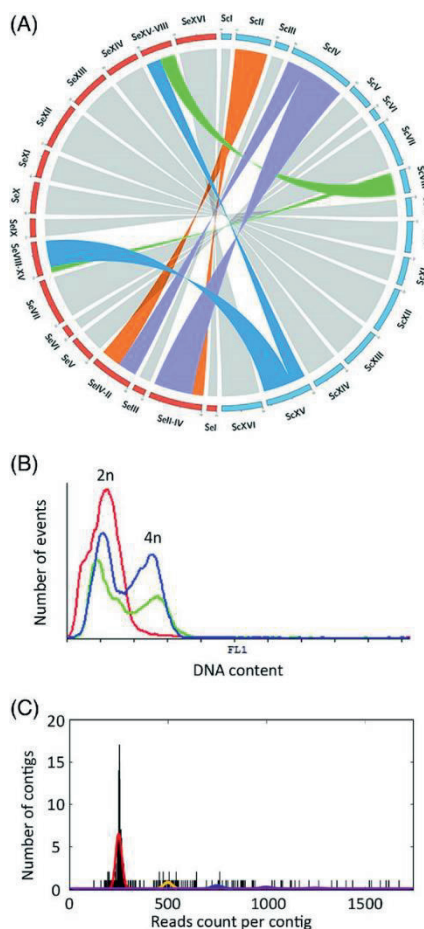 (A)
ScI
ScII
ScIII
ScIV
ScV
ScVI
ScVII
ScVIII
ScXI
ScXII
ScXIII
ScXIV
ScXV
ScXVI
SeI
SeII-IV
SeIII
SeIV-II
SeV
SeVI
SeVII
SeVIII-XV
SeIX
SeX
SeXI
SeXII
SeXIII
SeXIV
SeXV-VIII
SeXVI
(B)
2n
4n
Number of events
FL1
DNA content
(C)
20
15
10
5
0
Number of contigs
0 500 1000 1500
Reads count per contig